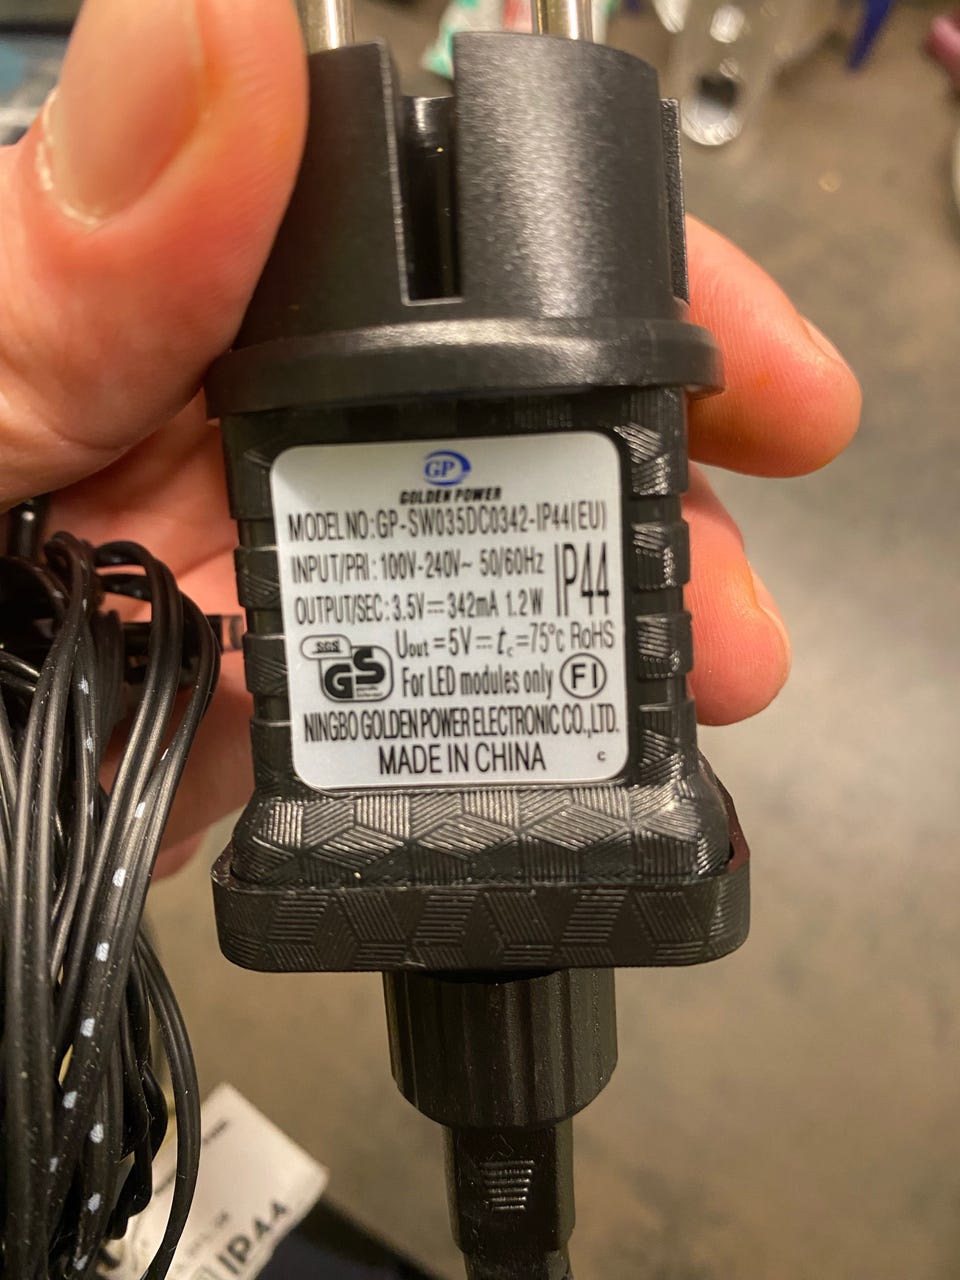 GP
GOLDEN POWER
MODEL NO.:GP-SW035DC0342-IP44(EU)
INPUT/PRI:100V-240V~ 50/60Hz
IP44
OUTPUT/SEC:3.5V⎓342mA 1.2W
Uout=5V⎓ tc=75°c RoHS
SGS
GS
For LED modules only
FI
NINGBO GOLDEN POWER ELECTRONIC CO.,LTD.
MADE IN CHINA
c
IP44